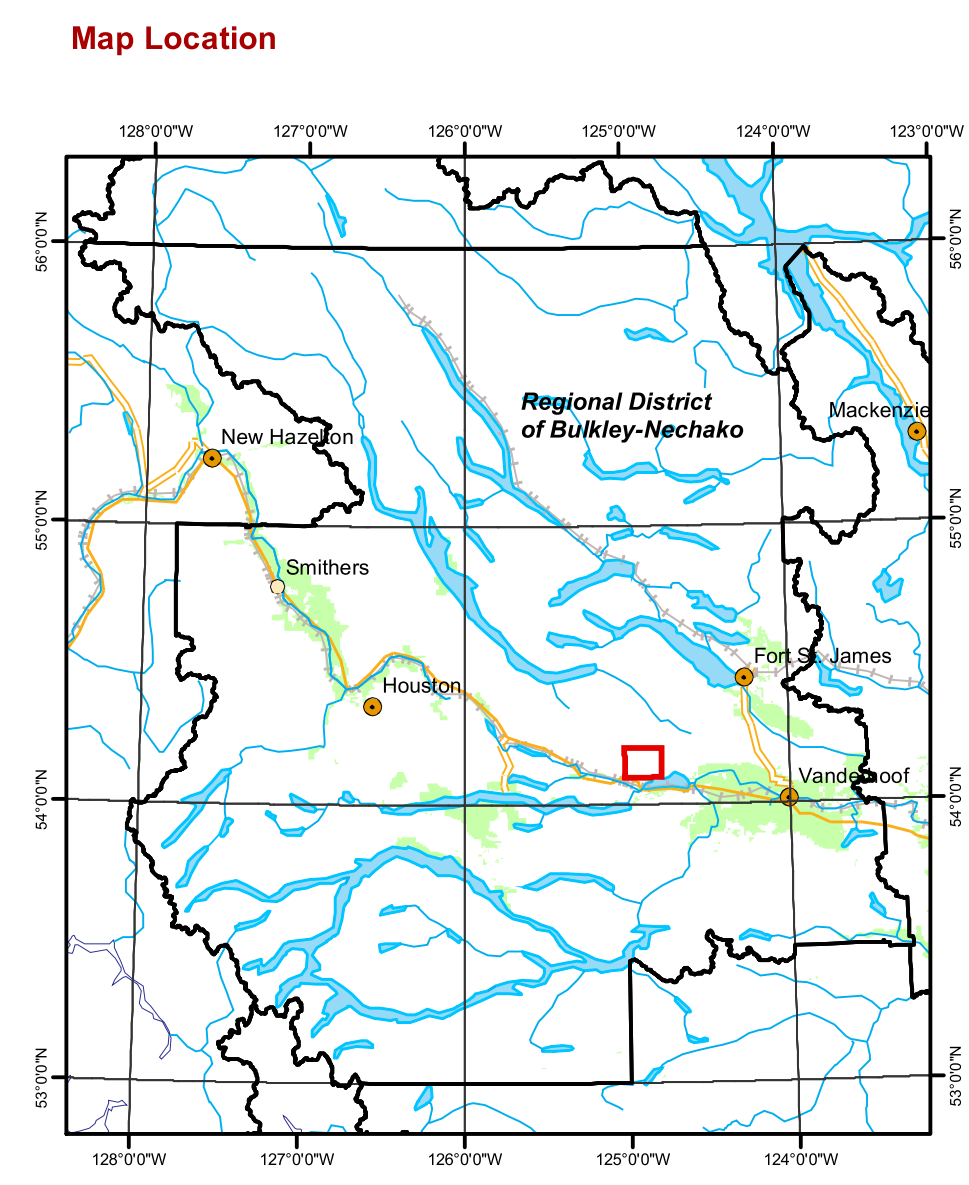 Map Location
128°0'0"W 127°0'0"W 126°0'0"W 125°0'0"W 124°0'0"W 123°0'0"W
56°0'0"N 56°0'0"N
Regional District
of Bulkley-Nechako
Mackenzie
New Hazelton
55°0'0"N 55°0'0"N
Smithers
Fort St. James
Houston
Vanderhoof
54°0'0"N 54°0'0"N
53°0'0"N 53°0'0"N
128°0'0"W 127°0'0"W 126°0'0"W 125°0'0"W 124°0'0"W